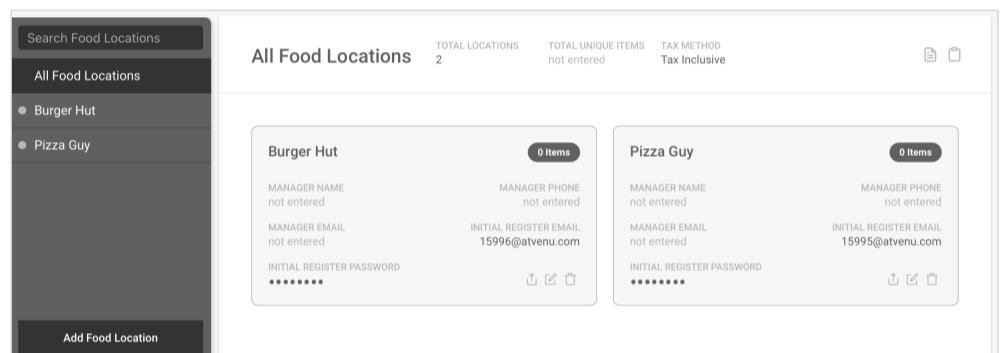 Search Food Locations
All Food Locations
Burger Hut
Pizza Guy
Add Food Location
All Food Locations
TOTAL LOCATIONS
2
TOTAL UNIQUE ITEMS
not entered
TAX METHOD
Tax Inclusive
Burger Hut
0 Items
MANAGER NAME
not entered
MANAGER PHONE
not entered
MANAGER EMAIL
not entered
INITIAL REGISTER EMAIL
15996@atvenu.com
INITIAL REGISTER PASSWORD
••••••••
Pizza Guy
0 Items
MANAGER NAME
not entered
MANAGER PHONE
not entered
MANAGER EMAIL
not entered
INITIAL REGISTER EMAIL
15995@atvenu.com
INITIAL REGISTER PASSWORD
••••••••